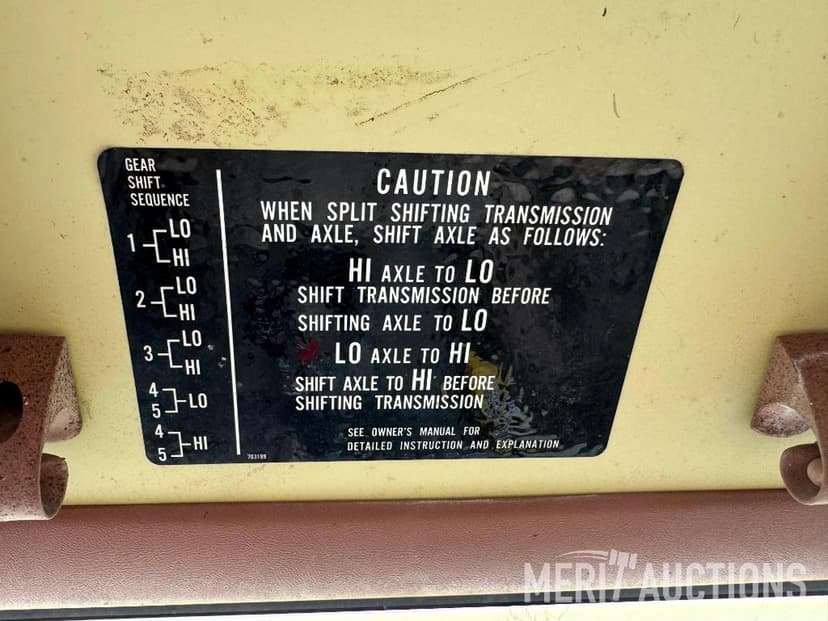 GEAR
SHIFT
SEQUENCE
1 LO
HI
2 LO
HI
3 LO
HI
4
5 LO
4
5 HI
CAUTION
WHEN SPLIT SHIFTING TRANSMISSION
AND AXLE, SHIFT AXLE AS FOLLOWS:
HI AXLE TO LO
SHIFT TRANSMISSION BEFORE
SHIFTING AXLE TO LO
LO AXLE TO HI
SHIFT AXLE TO HI BEFORE
SHIFTING TRANSMISSION
SEE OWNER'S MANUAL FOR
DETAILED INSTRUCTION AND EXPLANATION
703199
MERIT AUCTIONS